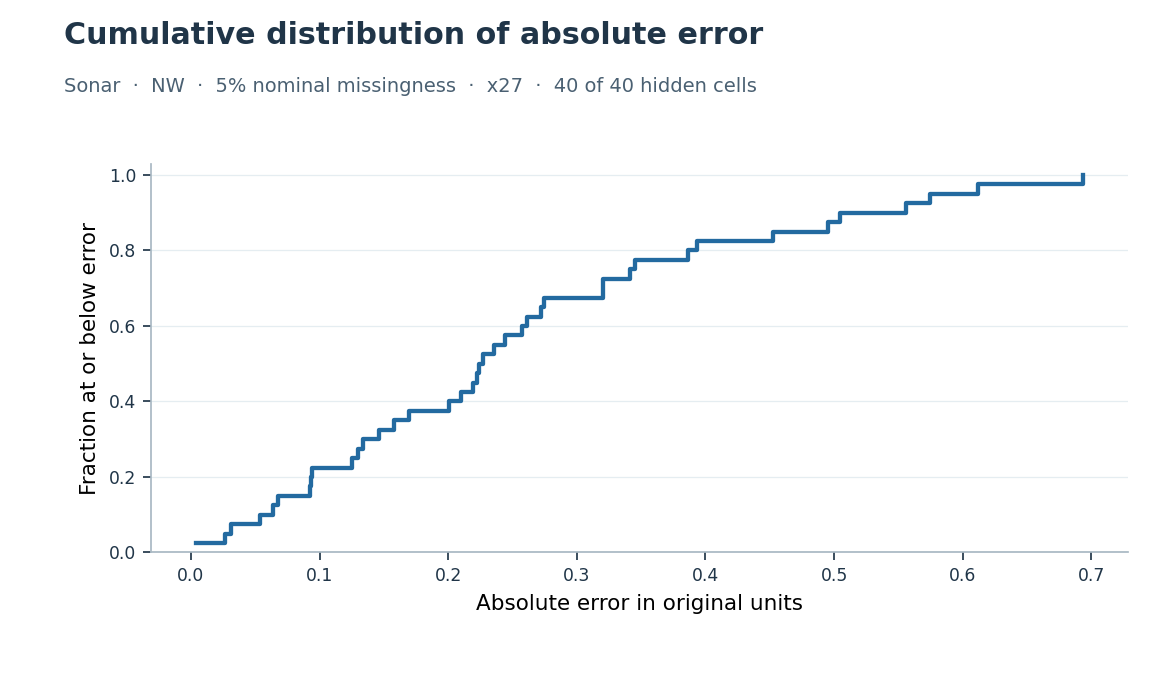 Cumulative distribution of absolute error
Sonar · NW · 5% nominal missingness · x27 · 40 of 40 hidden cells
Fraction at or below error
1.0
0.8
0.6
0.4
0.2
0.0
0.0 0.1 0.2 0.3 0.4 0.5 0.6 0.7
Absolute error in original units